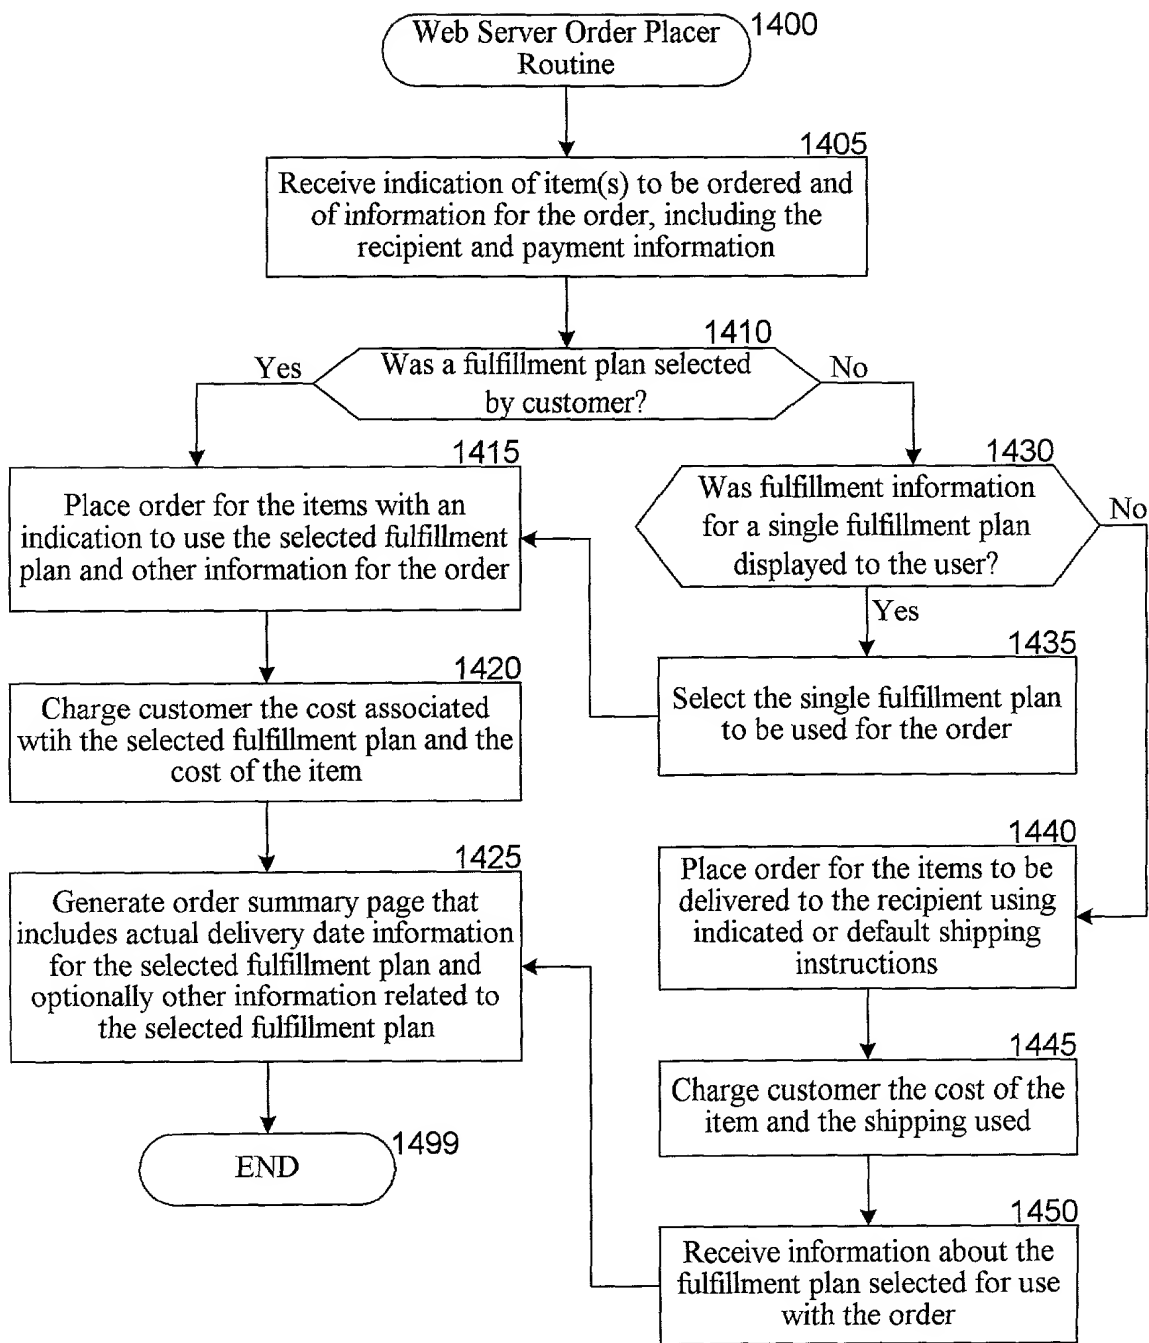 Web Server Order Placer
Routine
1400
1405
Receive indication of item(s) to be ordered and
of information for the order, including the
recipient and payment information
1410
Was a fulfillment plan selected
by customer?
Yes
No
1415
Place order for the items with an
indication to use the selected fulfillment
plan and other information for the order
1430
Was fulfillment information
for a single fulfillment plan
displayed to the user?
No
Yes
1435
Select the single fulfillment plan
to be used for the order
1420
Charge customer the cost associated
wtih the selected fulfillment plan and the
cost of the item
1425
Generate order summary page that
includes actual delivery date information
for the selected fulfillment plan and
optionally other information related to
the selected fulfillment plan
1440
Place order for the items to be
delivered to the recipient using
indicated or default shipping
instructions
1445
Charge customer the cost of the
item and the shipping used
1450
Receive information about the
fulfillment plan selected for use
with the order
END
1499